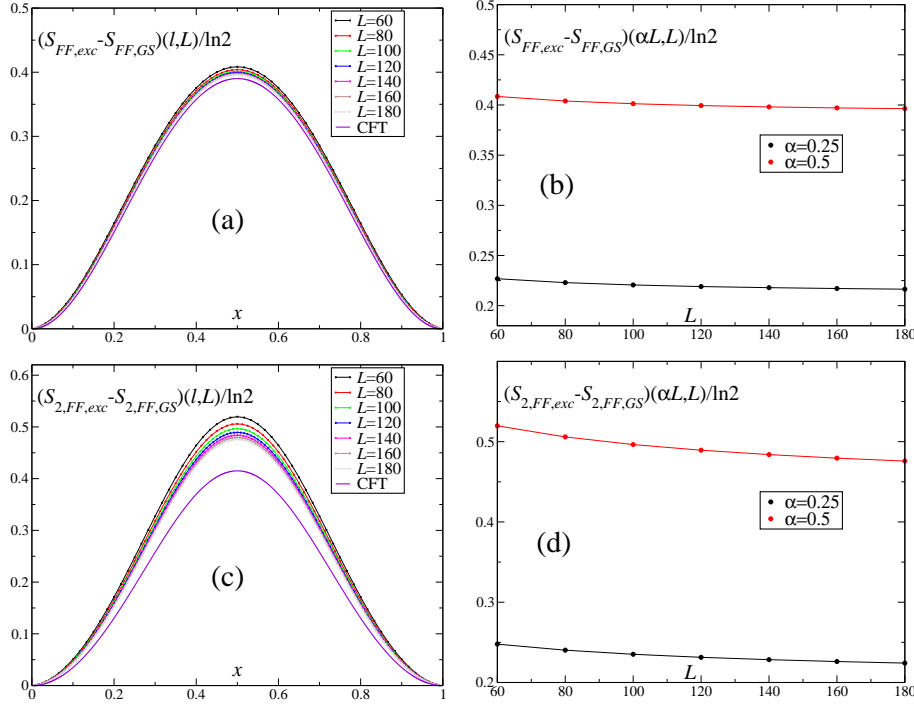 (S_{FF,exc}-S_{FF,GS})(l,L)/ln2
L=60
L=80
L=100
L=120
L=140
L=160
L=180
CFT
(a)
0.5
0.4
0.3
0.2
0.1
0
0 0.2 0.4 0.6 0.8 1
x
(S_{FF,exc}-S_{FF,GS})(αL,L)/ln2
α=0.25
α=0.5
(b)
0.5
0.45
0.4
0.35
0.3
0.25
0.2
60 80 100 120 140 160 180
L
(S_{2,FF,exc}-S_{2,FF,GS})(l,L)/ln2
L=60
L=80
L=100
L=120
L=140
L=160
L=180
CFT
(c)
0.6
0.5
0.4
0.3
0.2
0.1
0
0 0.2 0.4 0.6 0.8 1
x
(S_{2,FF,exc}-S_{2,FF,GS})(αL,L)/ln2
α=0.25
α=0.5
(d)
0.5
0.4
0.3
0.2
60 80 100 120 140 160 180
L